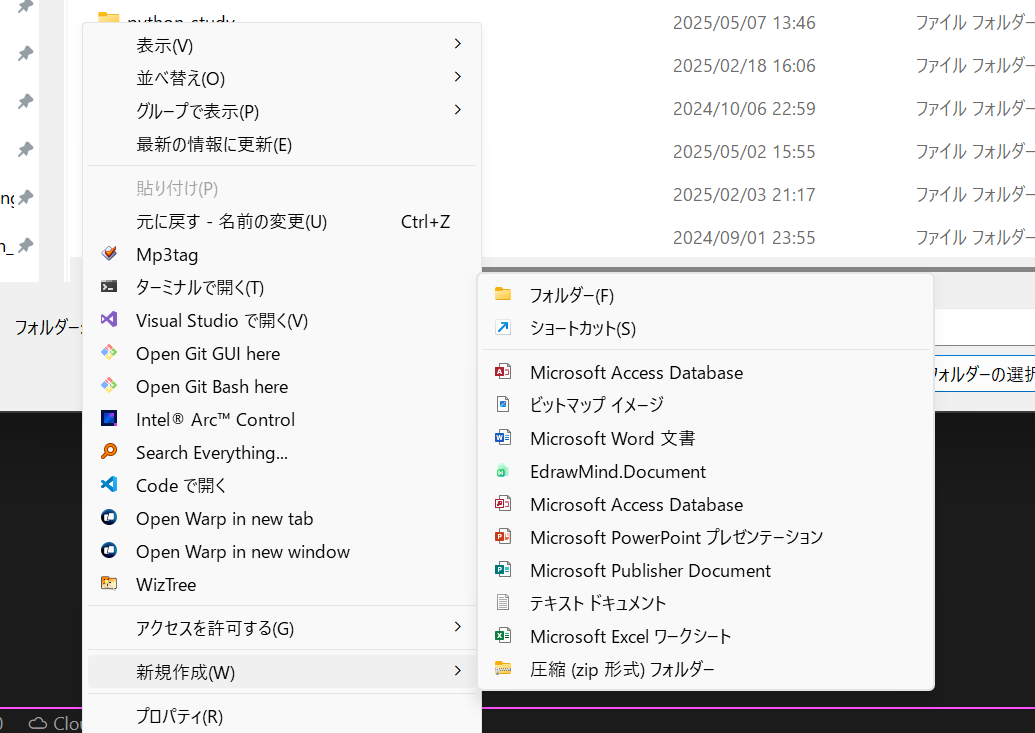 python-study 2025/05/07 13:46 ファイル フォルダー
2025/02/18 16:06 ファイル フォルダー
2024/10/06 22:59 ファイル フォルダー
2025/05/02 15:55 ファイル フォルダー
2025/02/03 21:17 ファイル フォルダー
2024/09/01 23:55 ファイル フォルダー
表示(V)
並べ替え(O)
グループで表示(P)
最新の情報に更新(E)
貼り付け(P)
元に戻す - 名前の変更(U) Ctrl+Z
Mp3tag
ターミナルで開く(T)
Visual Studio で開く(V)
Open Git GUI here
Open Git Bash here
Intel® Arc™ Control
Search Everything...
Code で開く
Open Warp in new tab
Open Warp in new window
WizTree
アクセスを許可する(G)
新規作成(W)
プロパティ(R)
フォルダー(F)
ショートカット(S)
Microsoft Access Database
ビットマップ イメージ
Microsoft Word 文書
EdrawMind.Document
Microsoft Access Database
Microsoft PowerPoint プレゼンテーション
Microsoft Publisher Document
テキスト ドキュメント
Microsoft Excel ワークシート
圧縮 (zip 形式) フォルダー
フォルダー:
フォルダーの選択
Clou